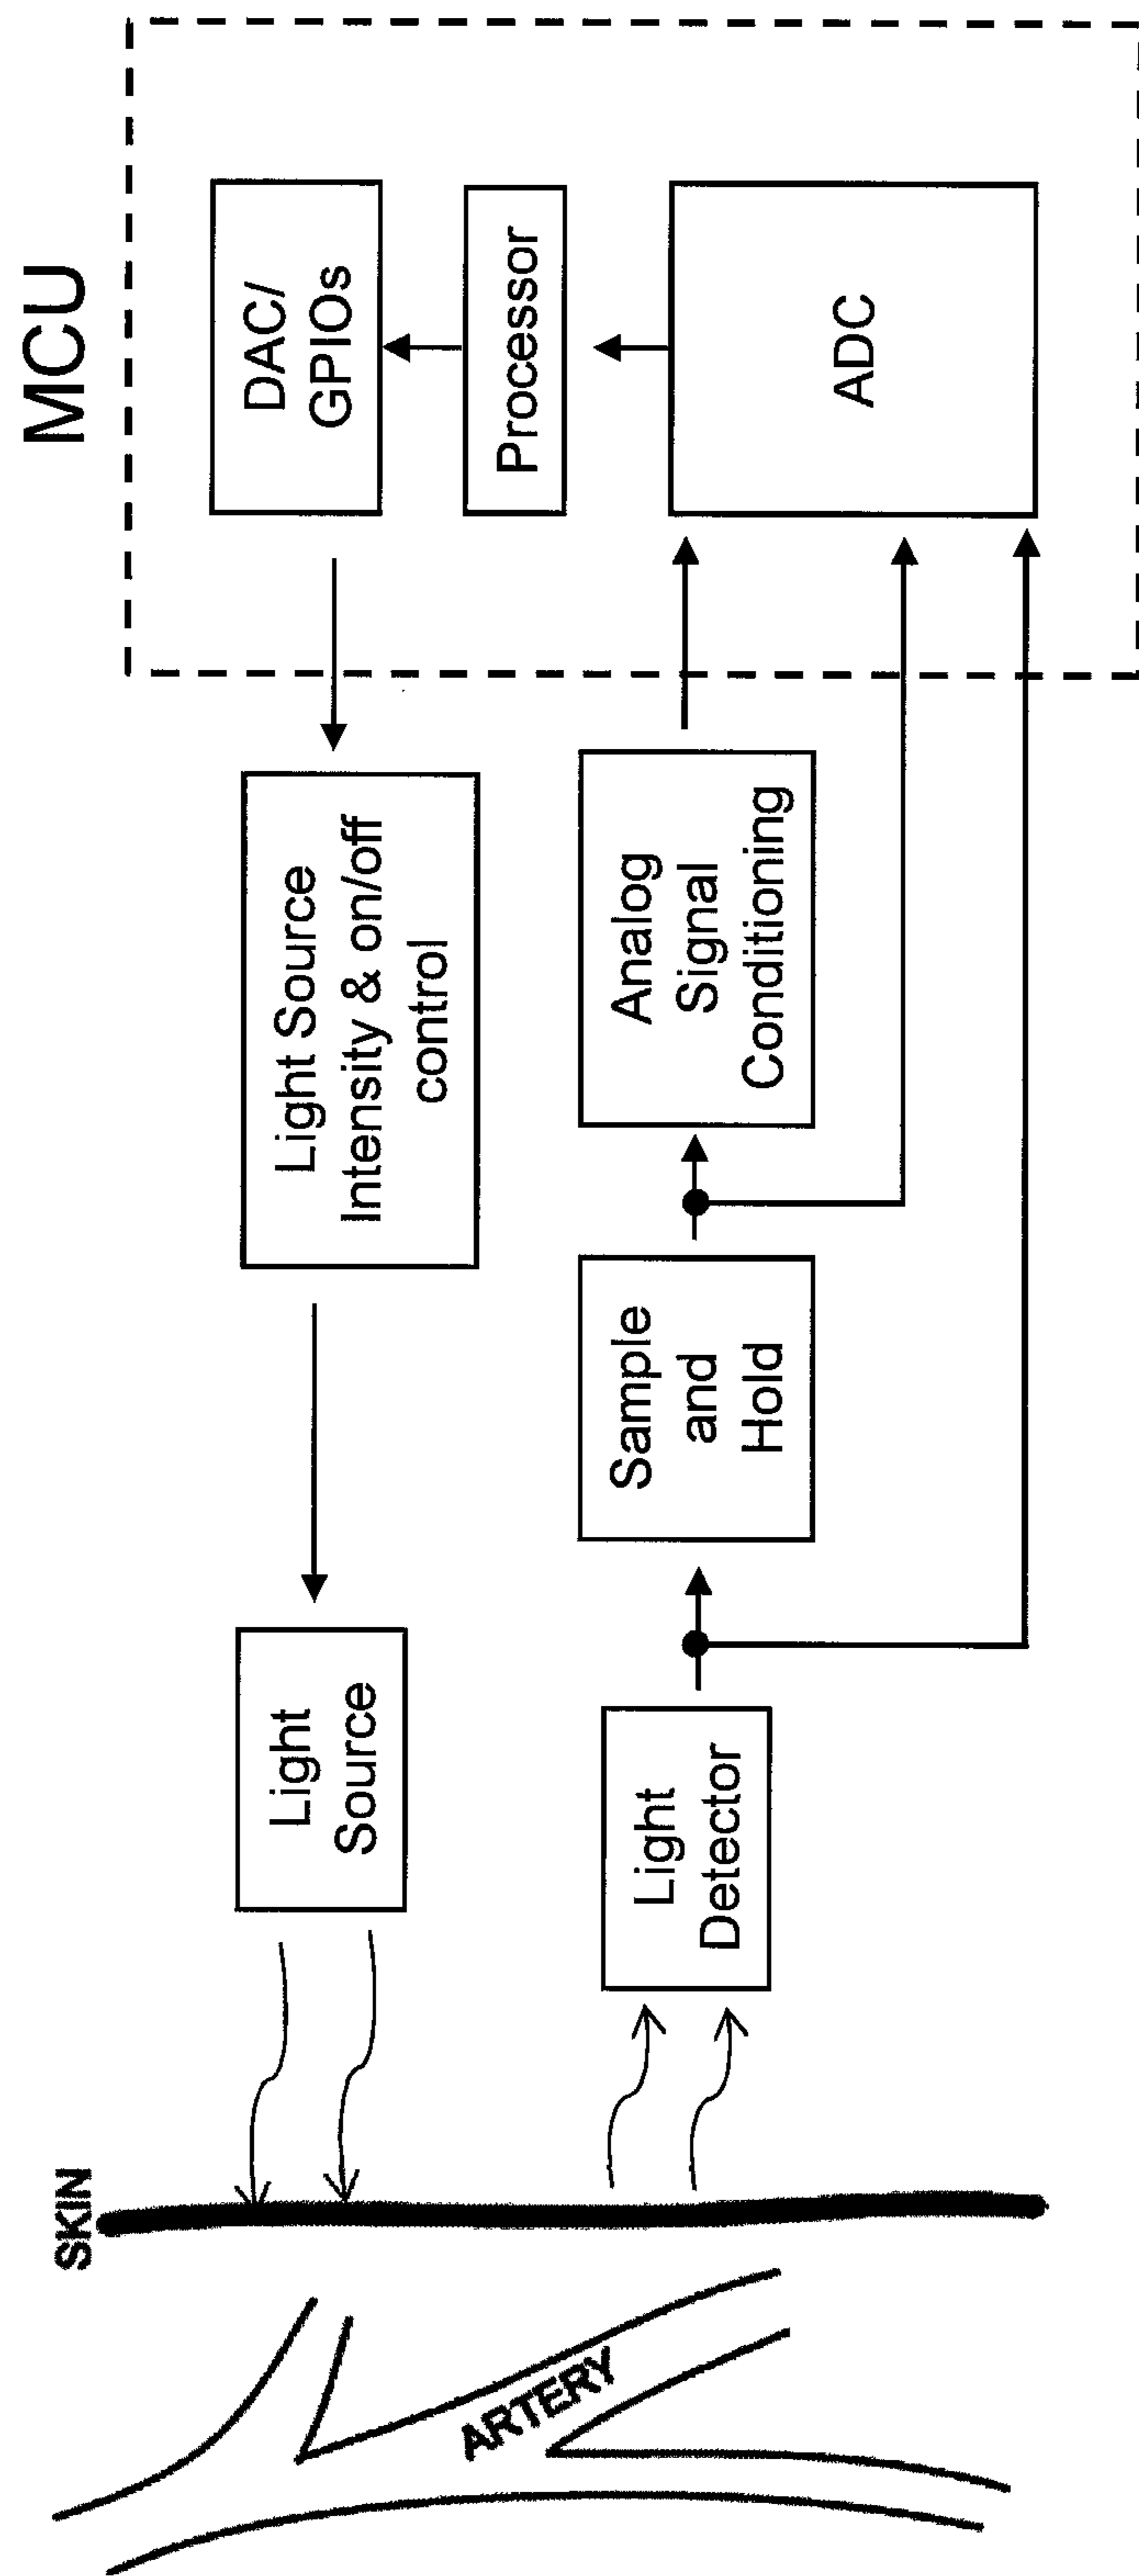 MCU
SKIN
ARTERY
Light
Source
Light Source
Intensity & on/off
control
DAC/
GPIOs
Processor
Light
Detector
Sample
and
Hold
Analog
Signal
Conditioning
ADC